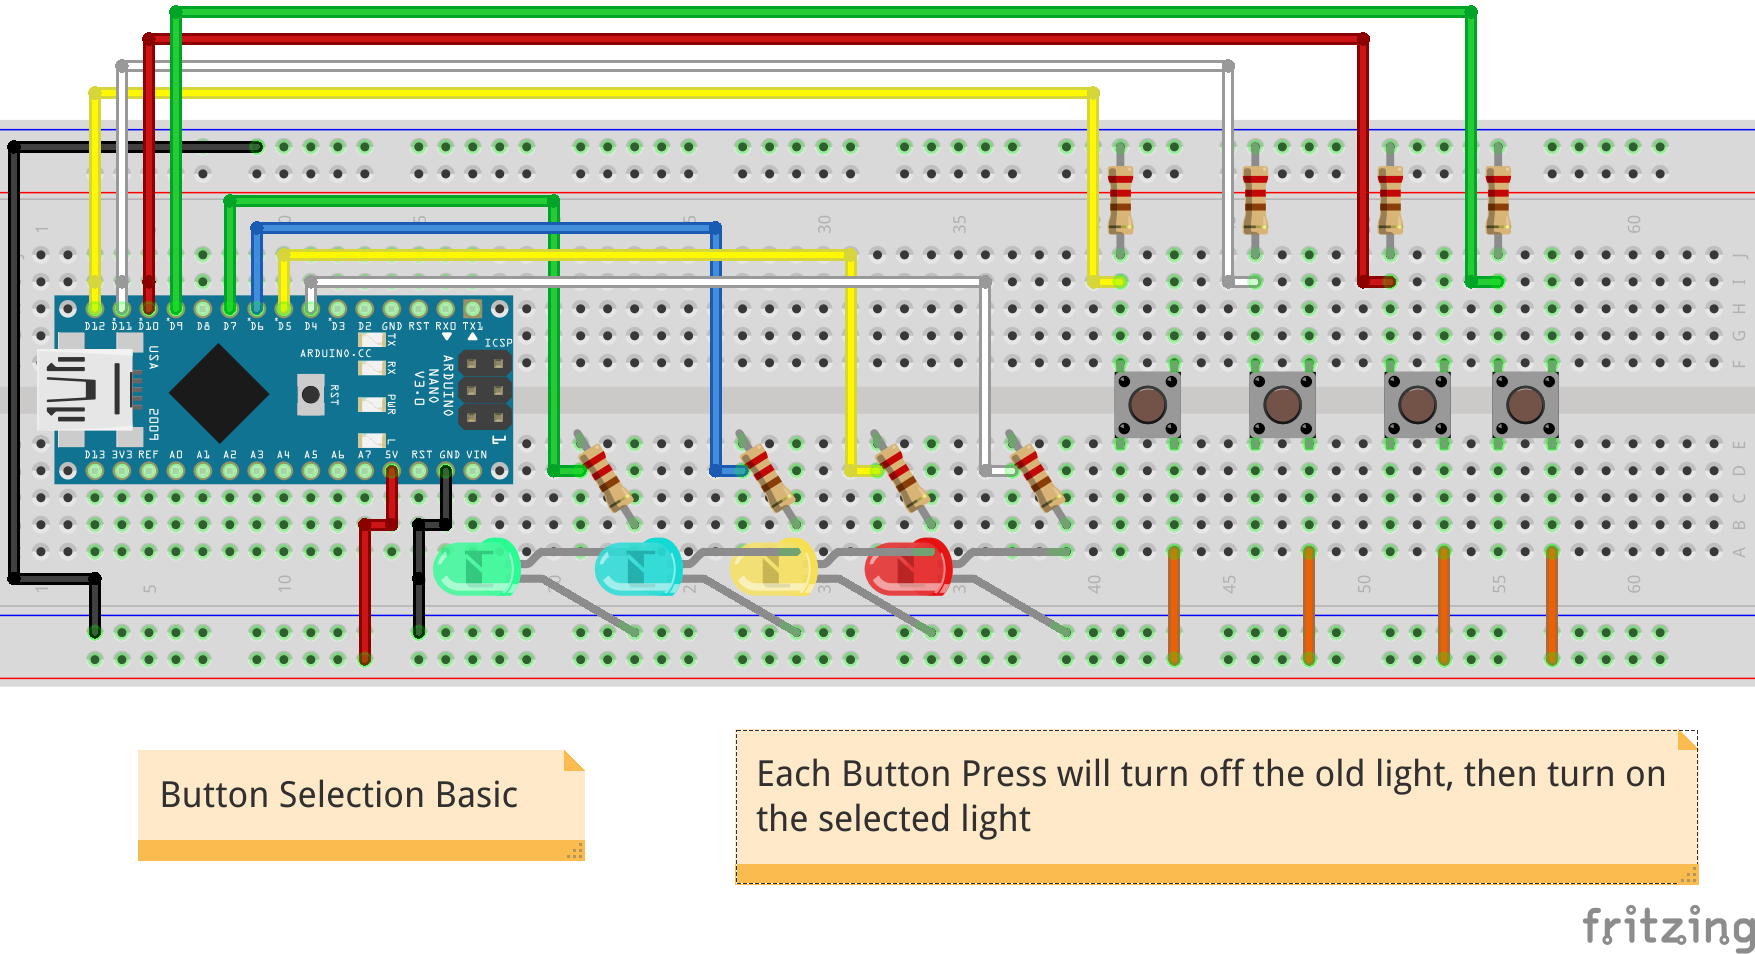 1
30
35
60
J
I
H
G
F
D12 D11 D10 D9 D8 D7 D6 D5 D4 D3 D2 GND RST RX0 TX1
ARDUINO.CC
ICSP
TX
RX
PWR
L
RST
ARDUINO
NANO
V3.0
USA
2009
1
D13 3V3 REF A0 A1 A2 A3 A4 A5 A6 A7 5V RST GND VIN
E
D
C
B
A
1
5
10
40
45
50
55
60
Button Selection Basic
Each Button Press will turn off the old light, then turn on
the selected light
fritzing